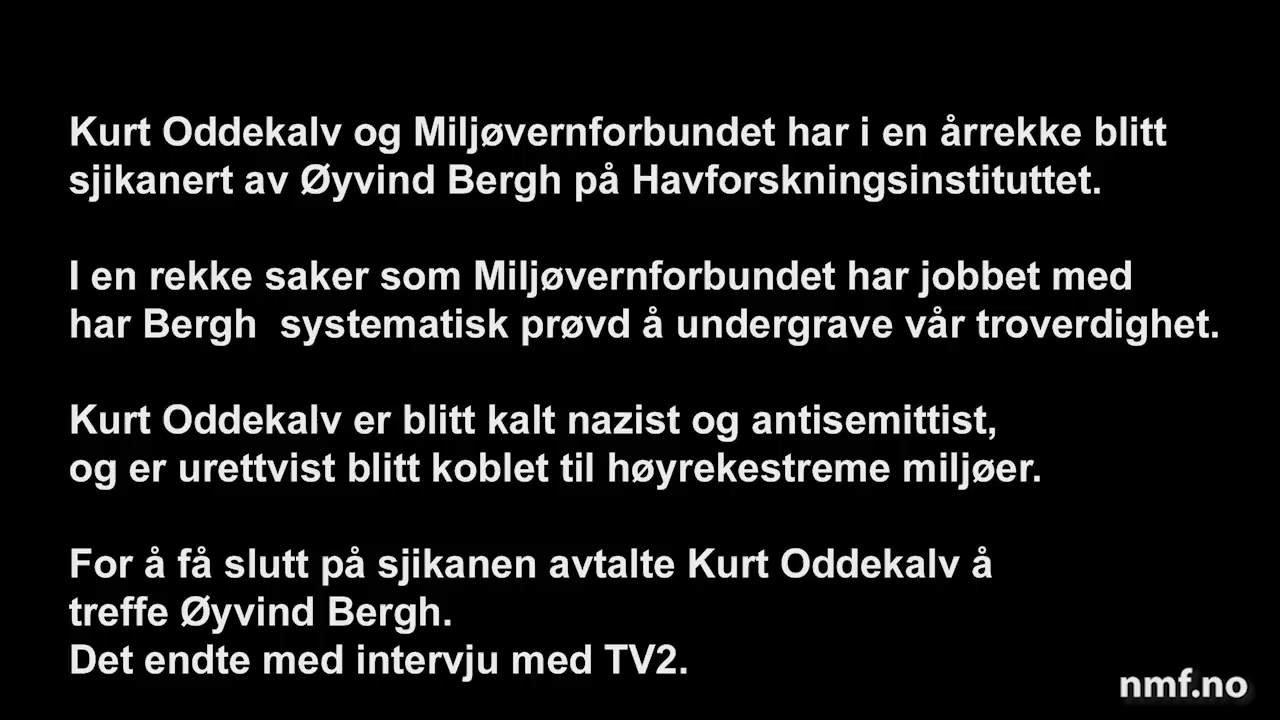 Kurt Oddekalv og Miljøvernforbundet har i en årrekke blitt
sjikanert av Øyvind Bergh på Havforskningsinstituttet.
I en rekke saker som Miljøvernforbundet har jobbet med
har Bergh  systematisk prøvd å undergrave vår troverdighet.
Kurt Oddekalv er blitt kalt nazist og antisemittist,
og er urettvist blitt koblet til høyrekestreme miljøer.
For å få slutt på sjikanen avtalte Kurt Oddekalv å
treffe Øyvind Bergh.
Det endte med intervju med TV2.
nmf.no